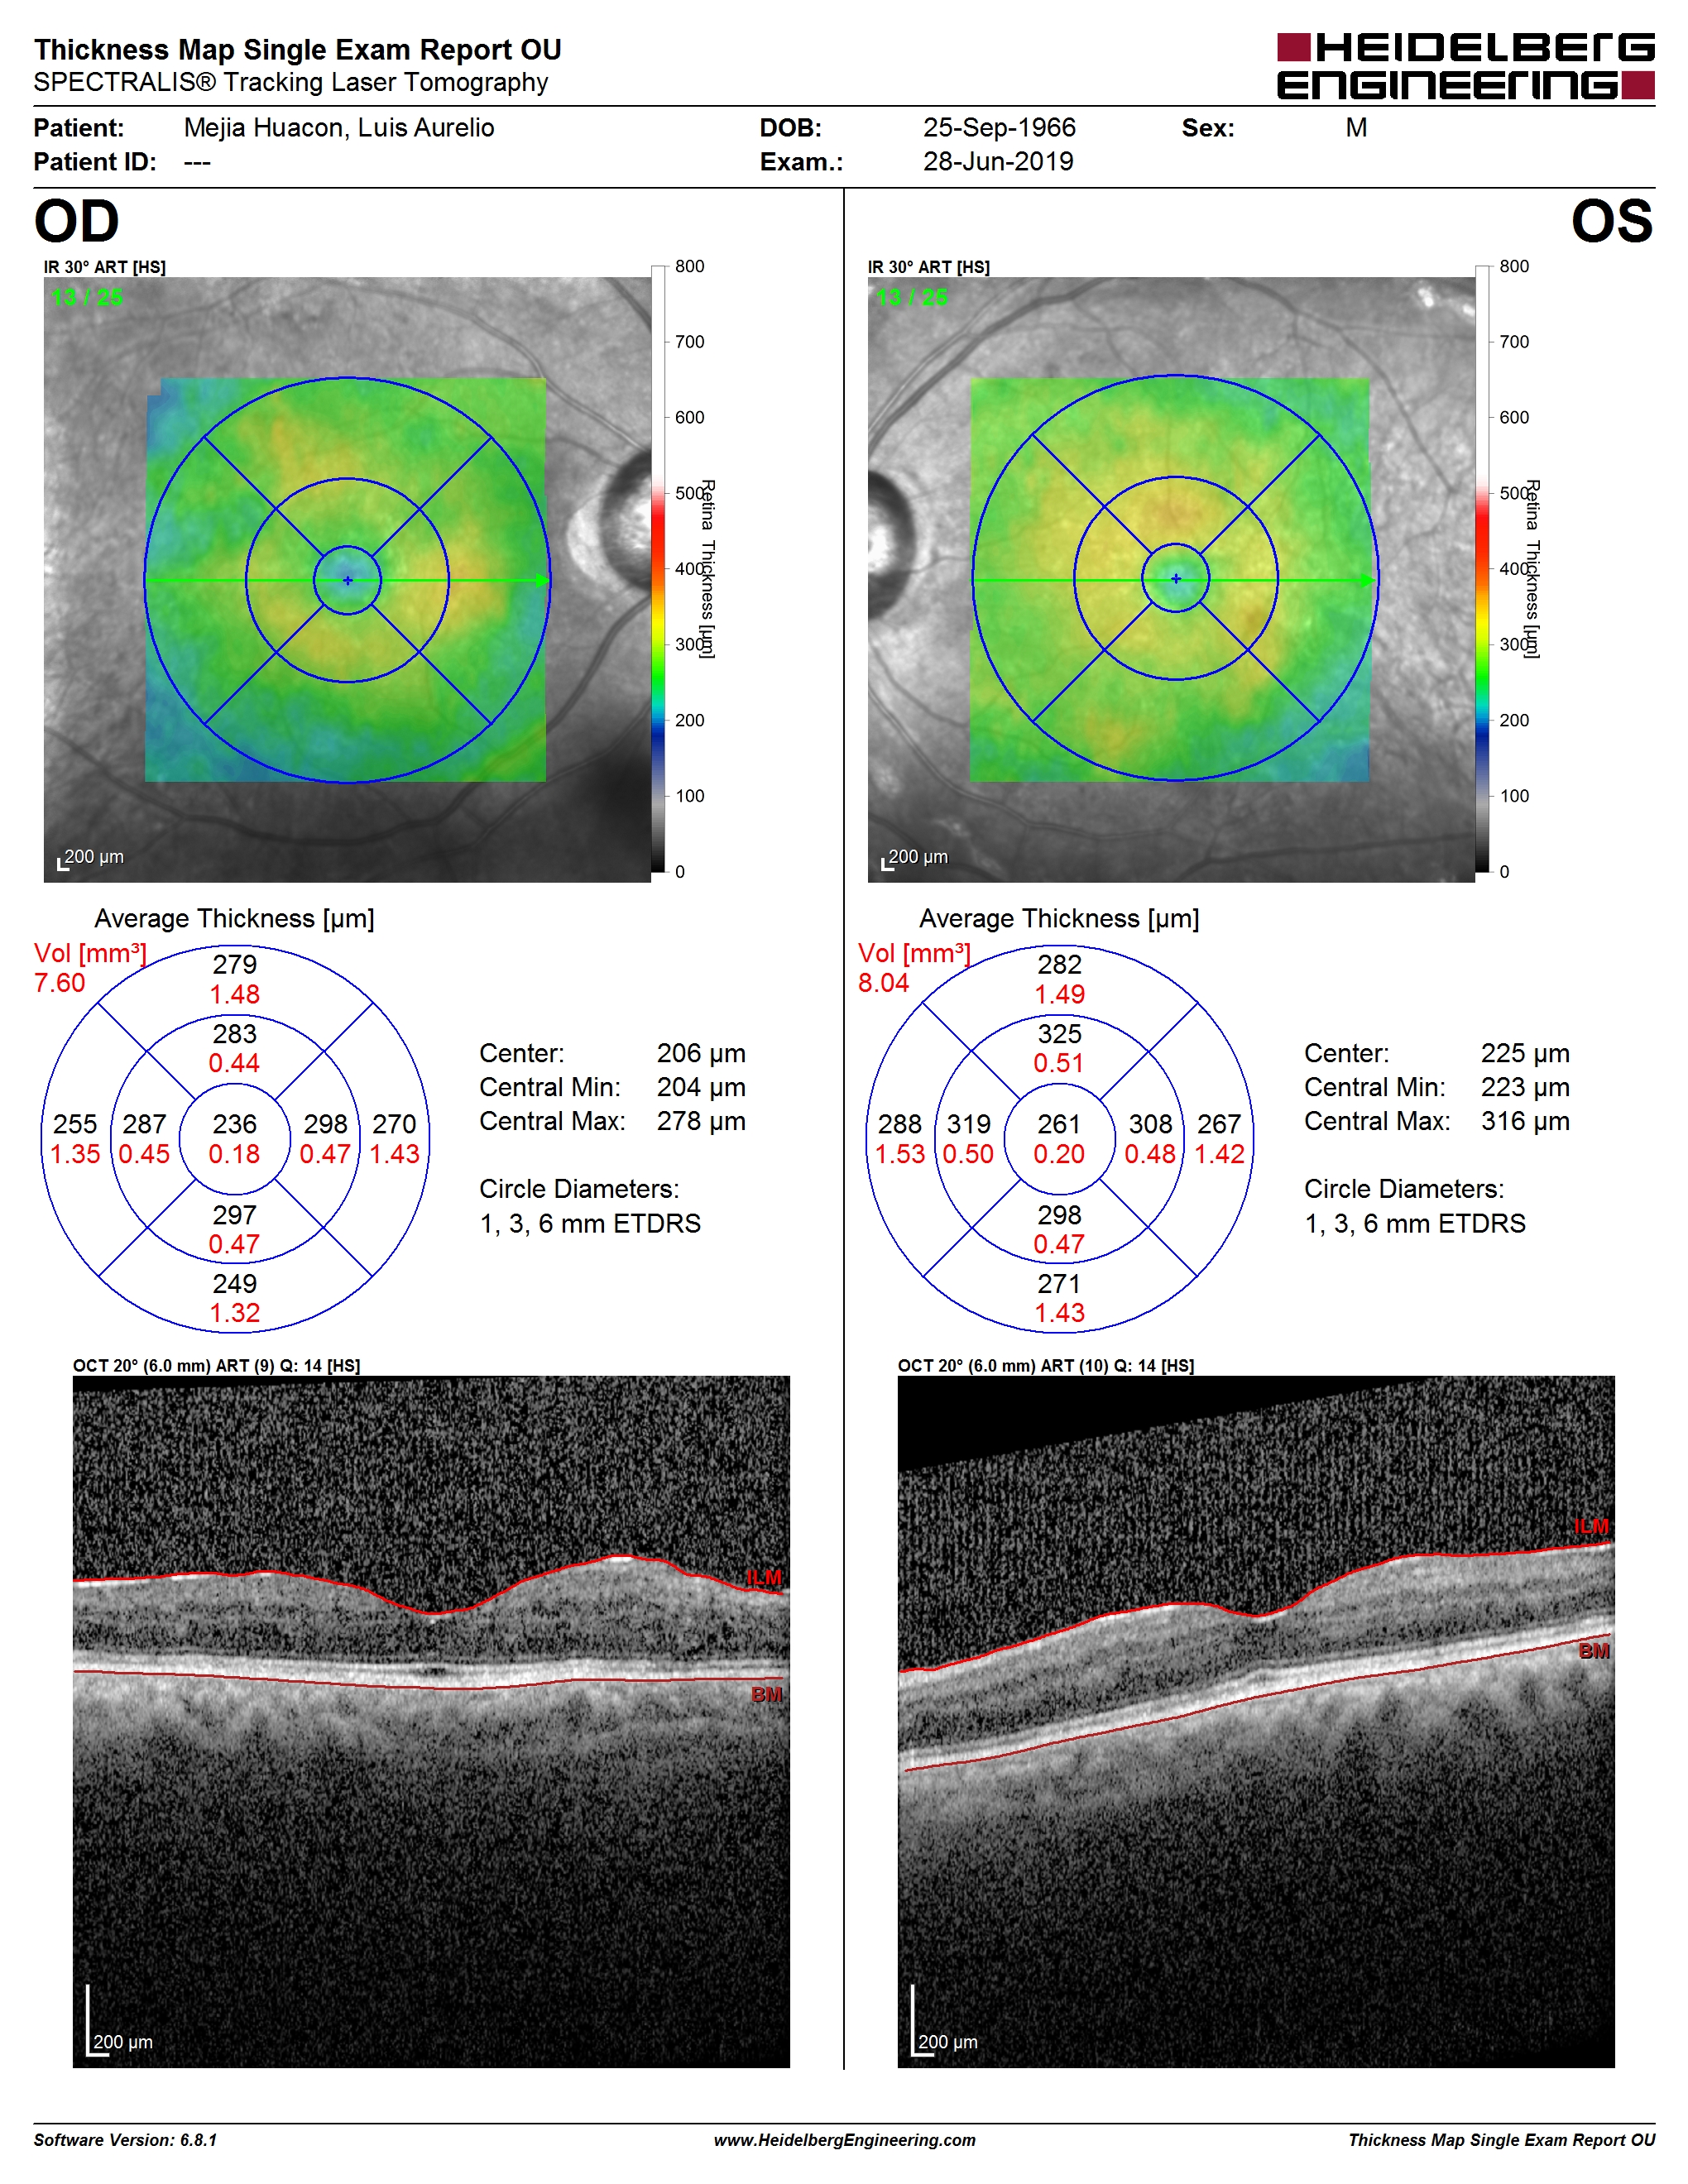 Thickness Map Single Exam Report OU
SPECTRALIS® Tracking Laser Tomography
HEIDELBERG
ENGINEERING
Patient: Mejia Huacon, Luis Aurelio DOB: 25-Sep-1966 Sex: M
Patient ID: --- Exam.: 28-Jun-2019
OD
IR 30° ART [HS]
13 / 25
800
700
600
500
400
300
200
100
0
Retina Thickness [µm]
200 µm
Average Thickness [µm]
Vol [mm³]
7.60
279
1.48
283
0.44
255 287 236 298 270
1.35 0.45 0.18 0.47 1.43
297
0.47
249
1.32
Center: 206 µm
Central Min: 204 µm
Central Max: 278 µm
Circle Diameters:
1, 3, 6 mm ETDRS
OCT 20° (6.0 mm) ART (9) Q: 14 [HS]
ILM
BM
200 µm
OS
IR 30° ART [HS]
13 / 25
800
700
600
500
400
300
200
100
0
Retina Thickness [µm]
200 µm
Average Thickness [µm]
Vol [mm³]
8.04
282
1.49
325
0.51
288 319 261 308 267
1.53 0.50 0.20 0.48 1.42
298
0.47
271
1.43
Center: 225 µm
Central Min: 223 µm
Central Max: 316 µm
Circle Diameters:
1, 3, 6 mm ETDRS
OCT 20° (6.0 mm) ART (10) Q: 14 [HS]
ILM
BM
200 µm
Software Version: 6.8.1 www.HeidelbergEngineering.com Thickness Map Single Exam Report OU